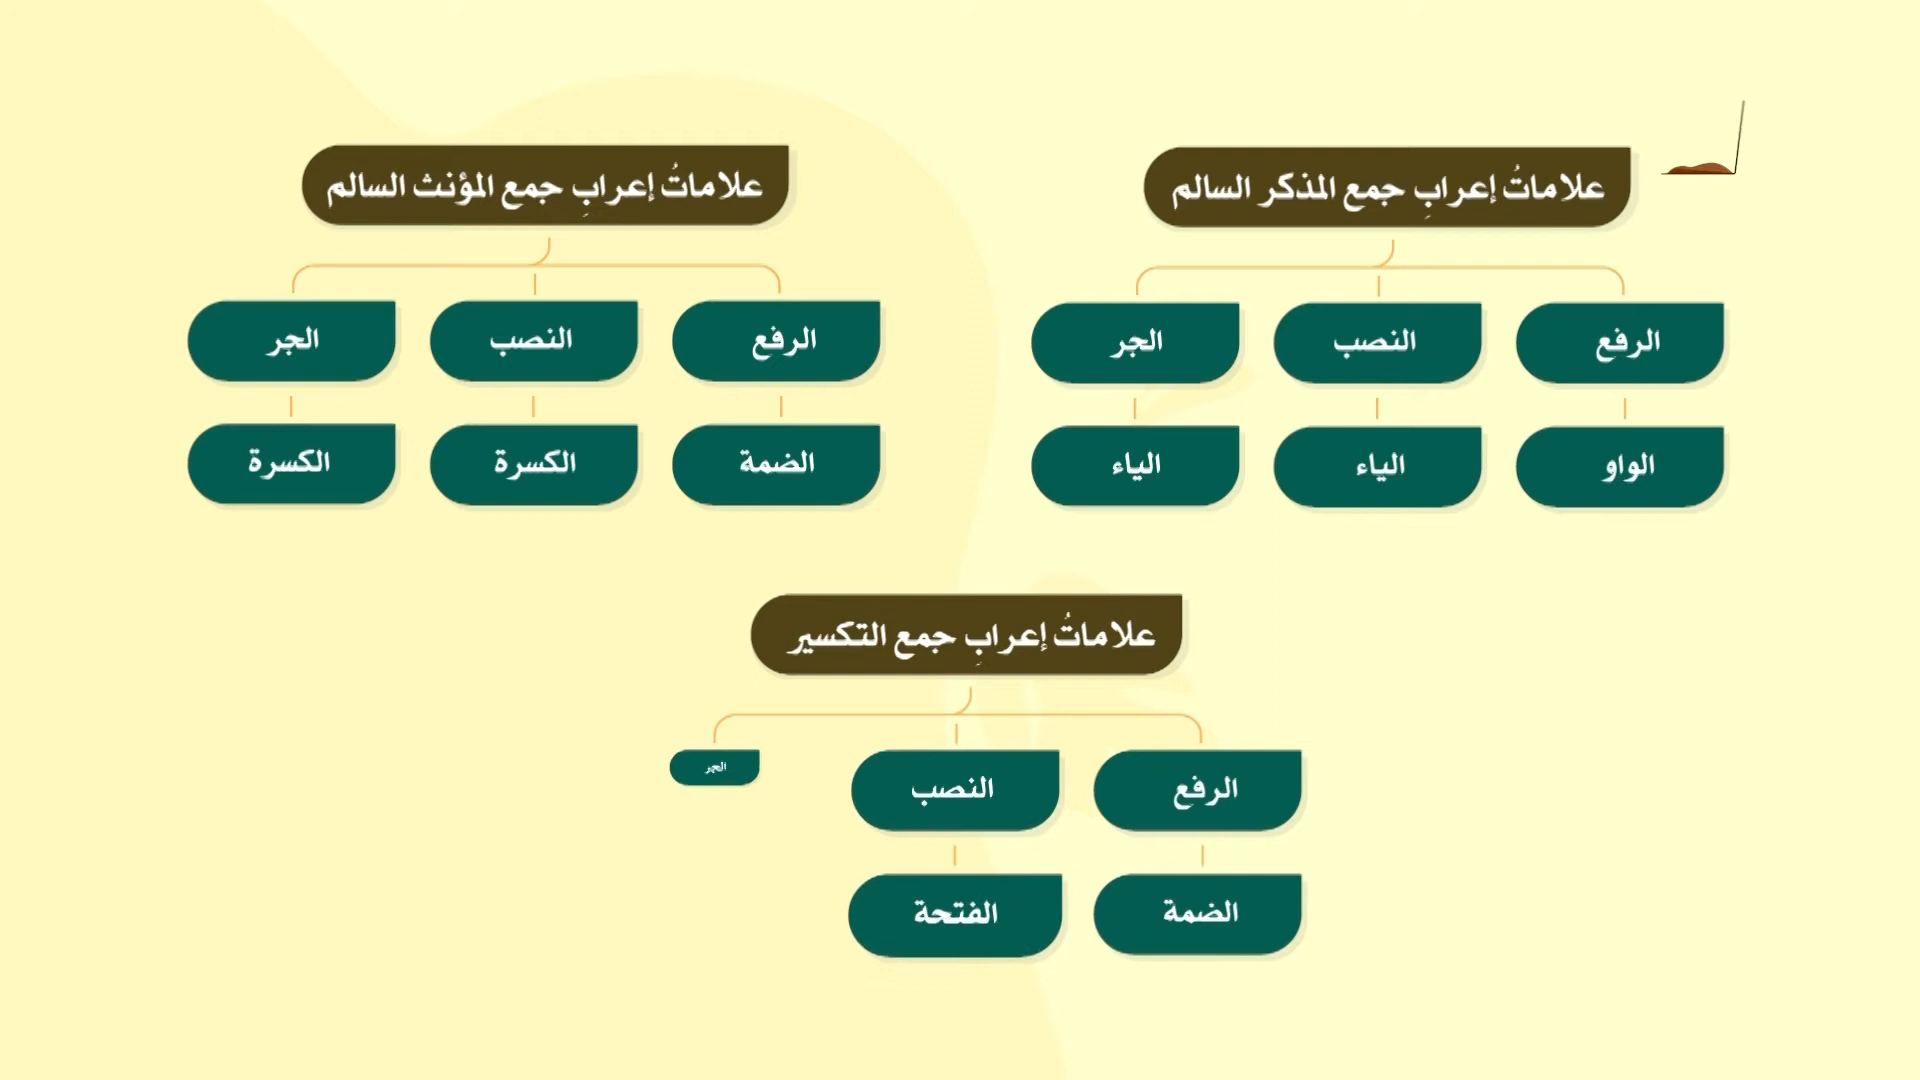 علاماتُ إعرابِ جمع المذكر السالم
الرفع النصب الجر
الواو الياء الياء
علاماتُ إعرابِ جمع المؤنث السالم
الرفع النصب الجر
الضمة الكسرة الكسرة
علاماتُ إعرابِ جمع التكسير
الرفع النصب الجر
الضمة الفتحة